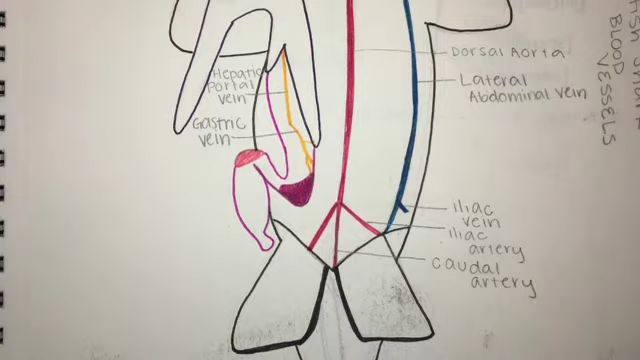 Hepatic
Portal
vein
Gastric
vein
Dorsal Aorta
Lateral
Abdominal vein
iliac
vein
iliac
artery
caudal
artery
BLOOD
VESSELS